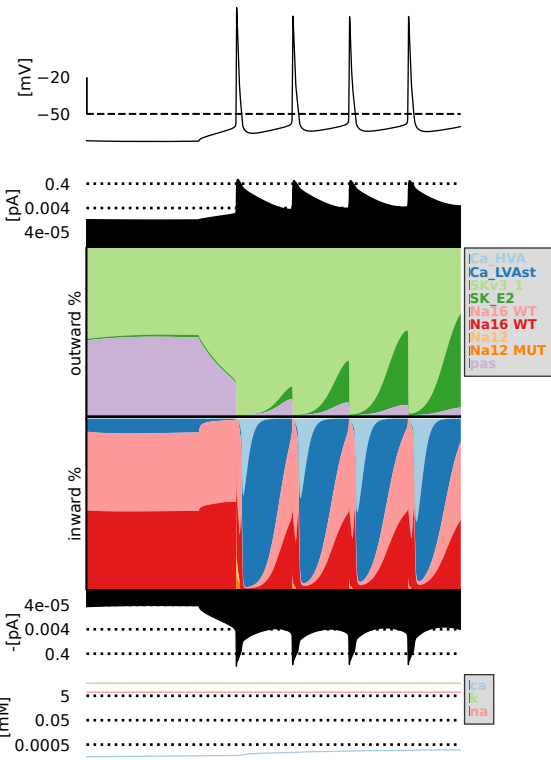 [mV]
−20
−50
[pA]
0.4
0.004
4e-05
outward %
Ca_HVA
Ca_LVAst
SKv3_1
SK_E2
Na16 WT
Na16 WT
Na12
Na12 MUT
pas
inward %
-[pA]
4e-05
0.004
0.4
[mM]
5
0.05
0.0005
ca
k
na